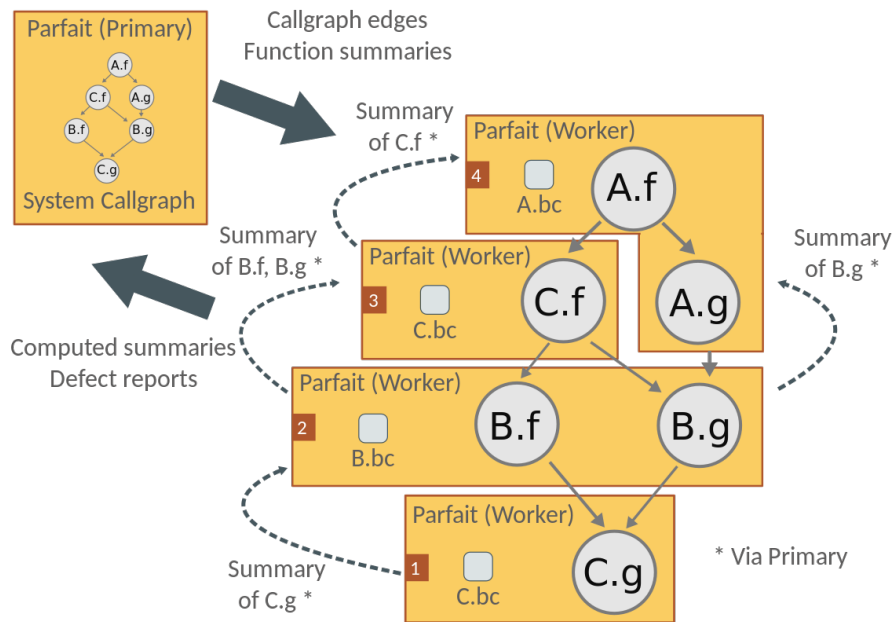 Parfait (Primary)
A.f
C.f
A.g
B.f
B.g
C.g
System Callgraph
Callgraph edges
Function summaries
Computed summaries
Defect reports
Summary
of C.f *
Parfait (Worker)
4
A.bc
A.f
A.g
Summary
of B.f, B.g *
Parfait (Worker)
3
C.bc
C.f
Summary
of B.g *
Parfait (Worker)
2
B.bc
B.f
B.g
Summary
of C.g *
Parfait (Worker)
1
C.bc
C.g
* Via Primary